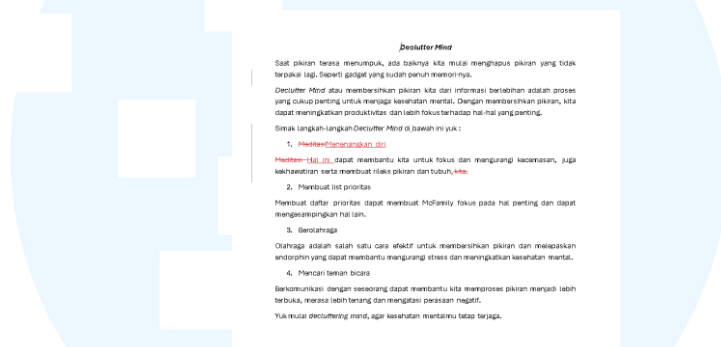 Declutter Mind
Saat pikiran terasa menumpuk, ada baiknya kita mulai menghapus pikiran yang tidak
terpakai lagi. Seperti gadget yang sudah penuh memori-nya.
Declutter Mind atau membersihkan pikiran kita dari informasi berlebihan adalah proses
yang cukup penting untuk menjaga kesehatan mental. Dengan membersihkan pikiran, kita
dapat meningkatkan produktivitas dan lebih fokus terhadap hal-hal yang penting.
Simak langkah-langkah Declutter Mind di bawah ini yuk :
1. MeditasiMenenangkan diri
Meditasi Hal ini dapat membantu kita untuk fokus dan mengurangi kecemasan, juga
kekhawatiran serta membuat rileks pikiran dan tubuh. kita.
2. Membuat list prioritas
Membuat daftar prioritas dapat membuat McFamily fokus pada hal penting dan dapat
mengesampingkan hal lain.
3. Berolahraga
Olahraga adalah salah satu cara efektif untuk membersihkan pikiran dan melepaskan
endorphin yang dapat membantu mengurangi stress dan meningkatkan kesehatan mental.
4. Mencari teman bicara
Berkomunikasi dengan seseorang dapat membantu kita memproses pikiran menjadi lebih
terbuka, merasa lebih tenang dan mengatasi perasaan negatif.
Yuk mulai decluttering mind, agar kesehatan mentalmu tetap terjaga.